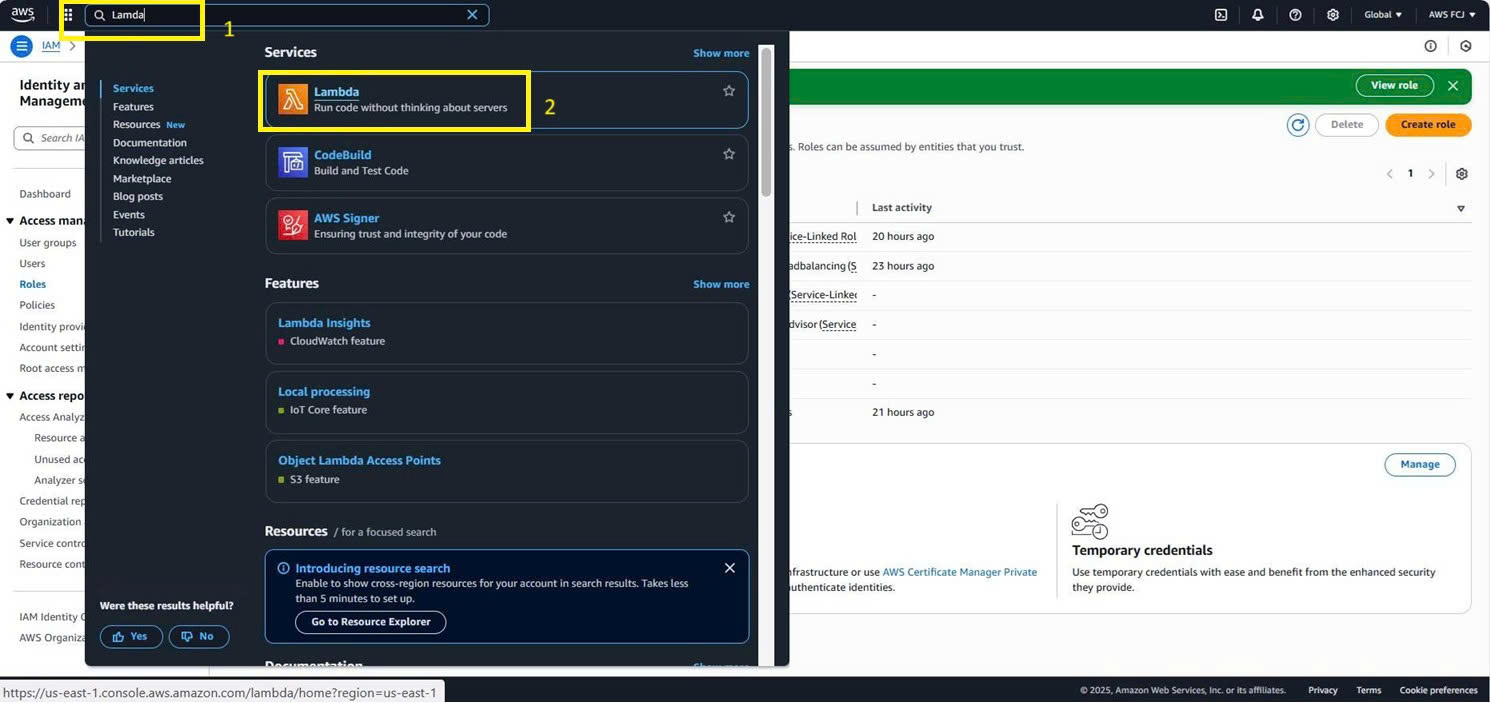 aws
Lamda
1
Global
AWS FCJ
IAM
Identity an
Manageme
Search IA
Dashboard
Access mana
User groups
Users
Roles
Policies
Identity provi
Account settin
Root access m
Access repo
Access Analyz
Resource a
Unused acc
Analyzer se
Credential rep
Organization
Service contro
Resource cont
IAM Identity C
AWS Organiza
Services
Features
Resources New
Documentation
Knowledge articles
Marketplace
Blog posts
Events
Tutorials
Were these results helpful?
Yes
No
Services
Show more
Lambda
Run code without thinking about servers
2
CodeBuild
Build and Test Code
AWS Signer
Ensuring trust and integrity of your code
Features
Show more
Lambda Insights
CloudWatch feature
Local processing
IoT Core feature
Object Lambda Access Points
S3 feature
Resources / for a focused search
Introducing resource search
Enable to show cross-region resources for your account in search results. Takes less
than 5 minutes to set up.
Go to Resource Explorer
Documentation
Show more
View role
Delete
Create role
s. Roles can be assumed by entities that you trust.
1
Last activity
ice-Linked Rol
20 hours ago
adbalancing (S
23 hours ago
(Service-Linked
-
dvisor (Service
-
-
-
s
21 hours ago
Manage
nfrastructure or use AWS Certificate Manager Private
uthenticate identities.
Temporary credentials
Use temporary credentials with ease and benefit from the enhanced security
they provide.
https://us-east-1.console.aws.amazon.com/lambda/home?region=us-east-1
© 2025, Amazon Web Services, Inc. or its affiliates.
Privacy
Terms
Cookie preferences